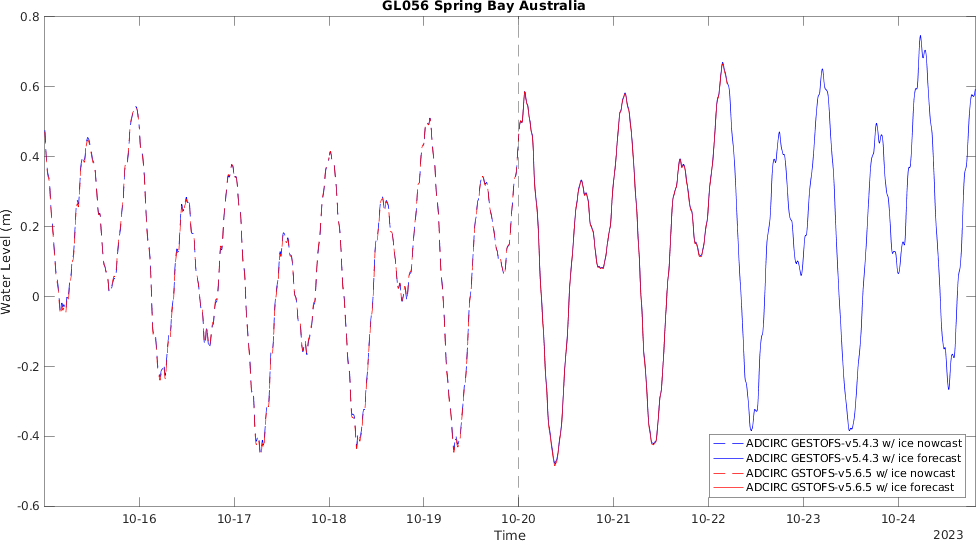 GL056 Spring Bay Australia
0.8
0.6
0.4
0.2
0
-0.2
-0.4
-0.6
Water Level (m)
ADCIRC GESTOFS-v5.4.3 w/ ice nowcast
ADCIRC GESTOFS-v5.4.3 w/ ice forecast
ADCIRC GSTOFS-v5.6.5 w/ ice nowcast
ADCIRC GSTOFS-v5.6.5 w/ ice forecast
10-16 10-17 10-18 10-19 10-20 10-21 10-22 10-23 10-24
Time
2023